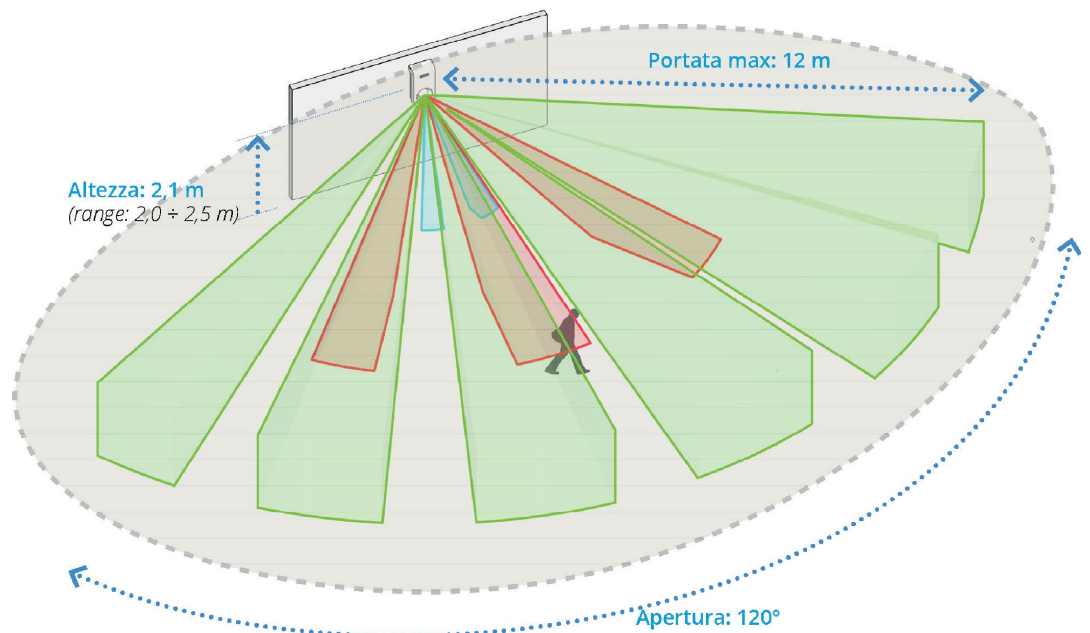 Portata max: 12 m
Altezza: 2,1 m
(range: 2,0 ÷ 2,5 m)
Apertura: 120°